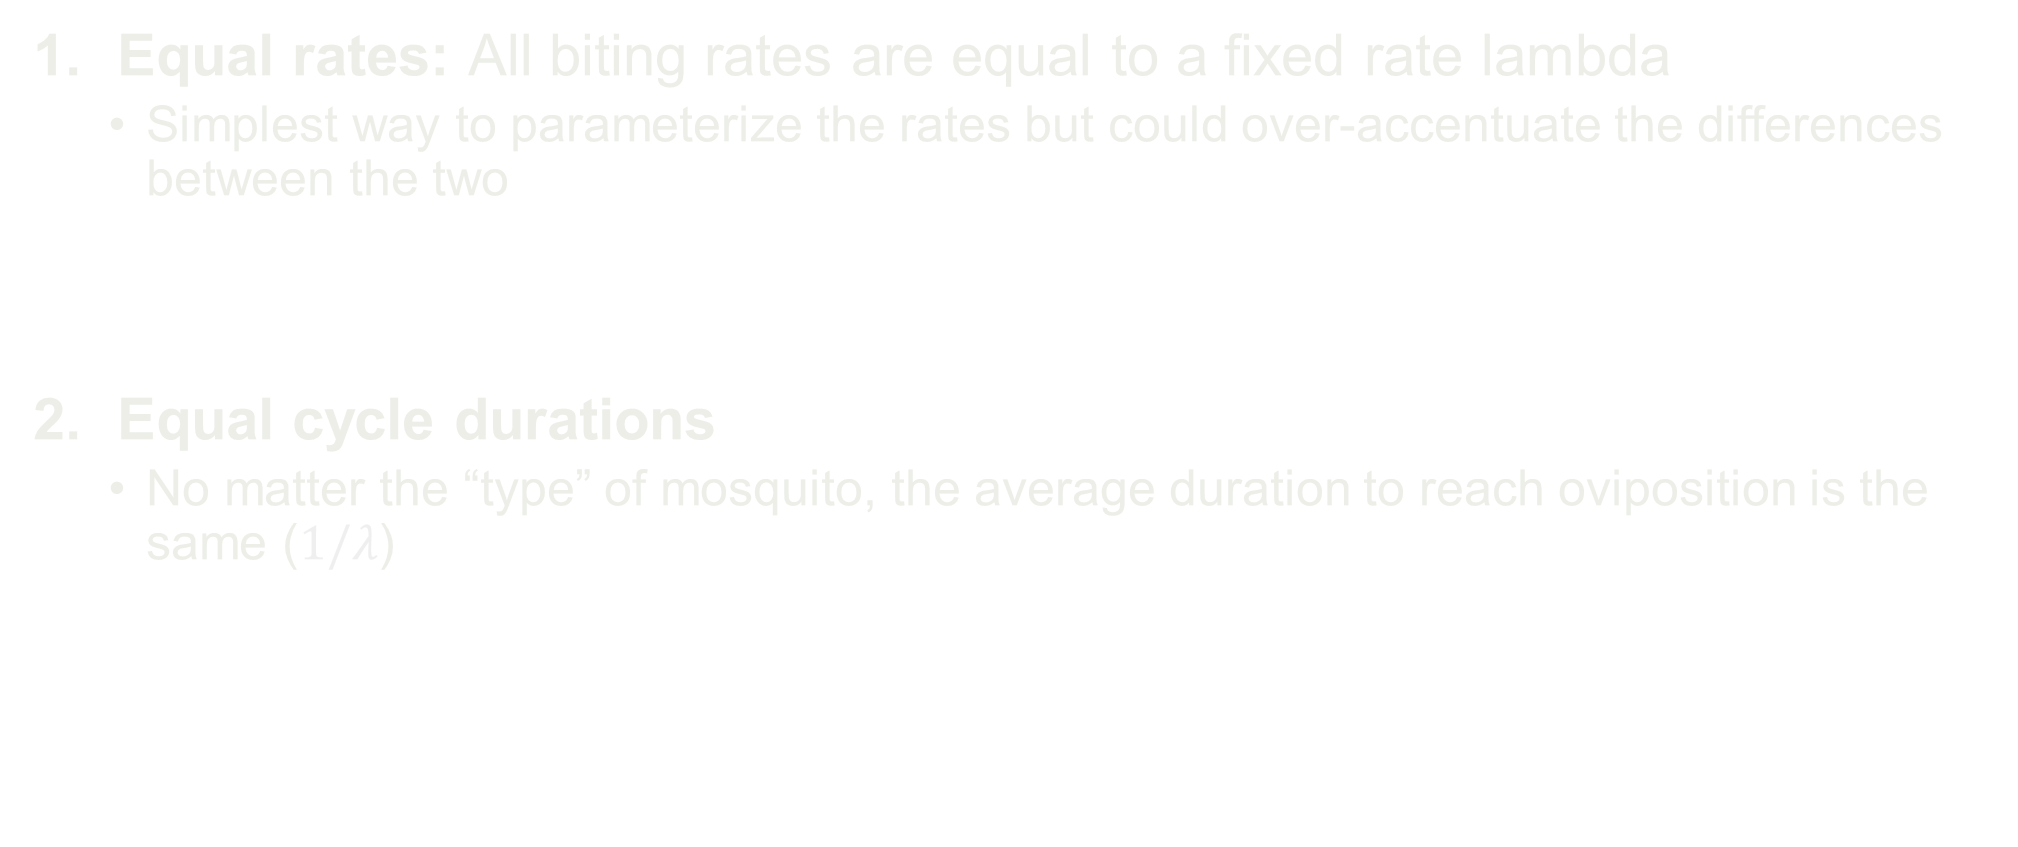 1. Equal rates: All biting rates are equal to a fixed rate lambda
• Simplest way to parameterize the rates but could over-accentuate the differences
between the two
2. Equal cycle durations
• No matter the “type” of mosquito, the average duration to reach oviposition is the
same (1/λ)